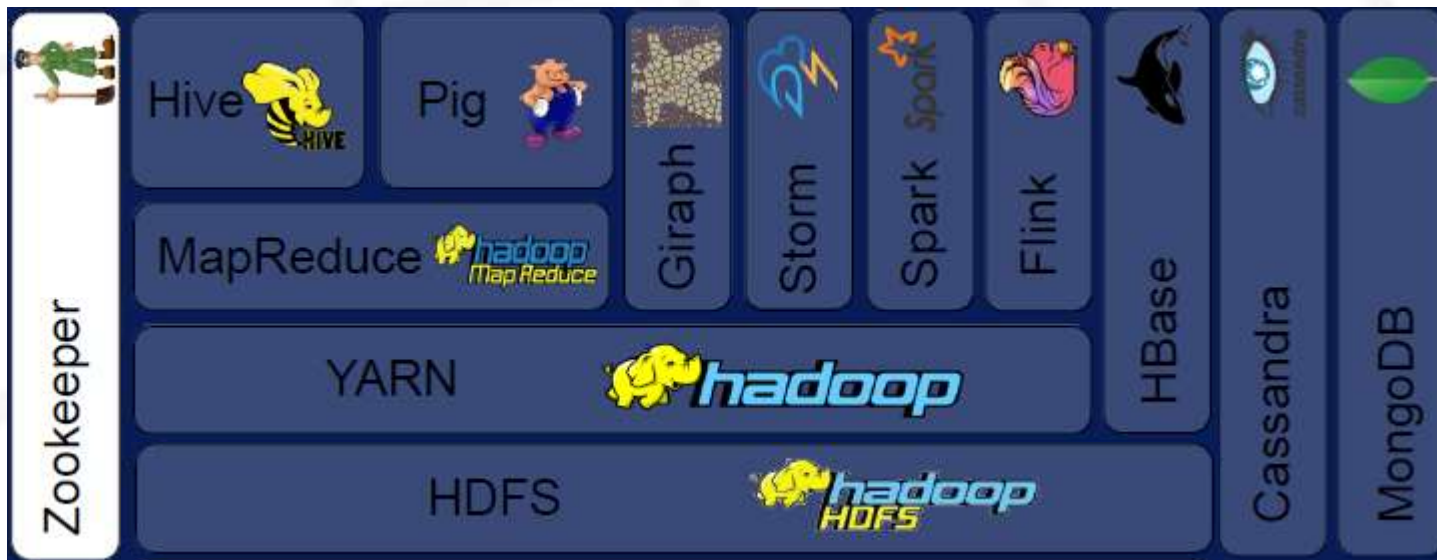 Zookeeper
Hive
HIVE
Pig
MapReduce
hadoop
Map Reduce
Giraph
Storm
Spark
Spark
Flink
YARN
hadoop
HDFS
hadoop
HDFS
HBase
cassandra
Cassandra
MongoDB